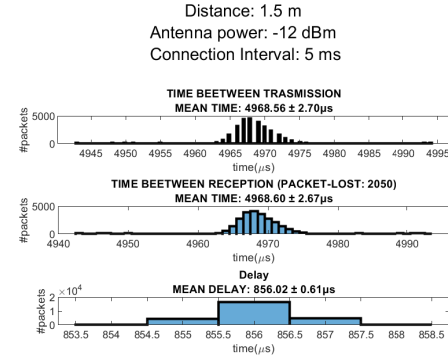 Distance: 1.5 m
Antenna power: -12 dBm
Connection Interval: 5 ms
TIME BEETWEEN TRASMISSION
MEAN TIME: 4968.56 ± 2.70μs
#packets
5000
0
4945 4950 4955 4960 4965 4970 4975 4980 4985 4990 4995
time(μs)
TIME BEETWEEN RECEPTION (PACKET-LOST: 2050)
MEAN TIME: 4968.60 ± 2.67μs
#packets
5000
0
4940 4950 4960 4970 4980 4990
time(μs)
Delay
MEAN DELAY: 856.02 ± 0.61μs
×10⁴
#packets
2
1
0
853.5 854 854.5 855 855.5 856 856.5 857 857.5 858 858.5
time(μs)